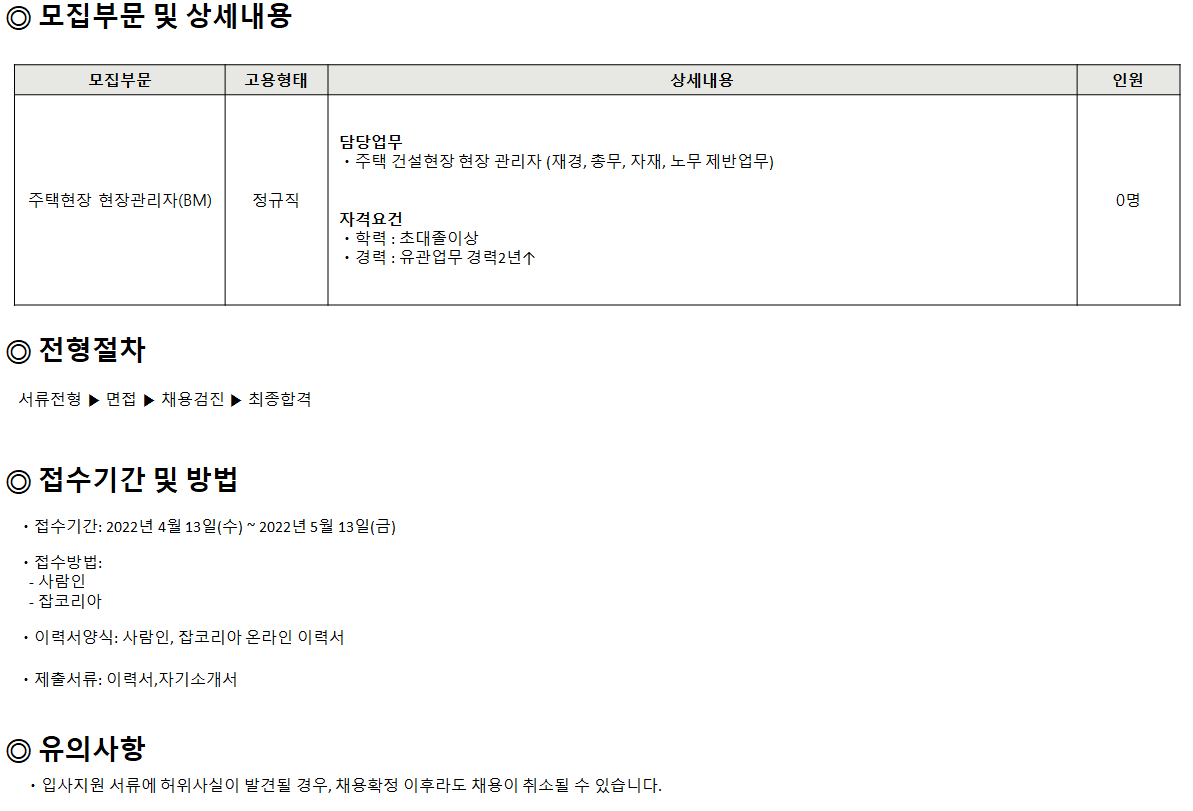 ◎ 모집부문 및 상세내용
모집부문 고용형태 상세내용 인원
주택현장 현장관리자(BM)
정규직
담당업무
・주택 건설현장 현장 관리자 (재경, 총무, 자재, 노무 제반업무)
자격요건
・학력 : 초대졸이상
・경력 : 유관업무 경력2년↑
0명
◎ 전형절차
서류전형 ▶ 면접 ▶ 채용검진 ▶ 최종합격
◎ 접수기간 및 방법
・접수기간: 2022년 4월 13일(수) ~ 2022년 5월 13일(금)
・접수방법:
- 사람인
- 잡코리아
・이력서양식: 사람인, 잡코리아 온라인 이력서
・제출서류: 이력서,자기소개서
◎ 유의사항
・입사지원 서류에 허위사실이 발견될 경우, 채용확정 이후라도 채용이 취소될 수 있습니다.